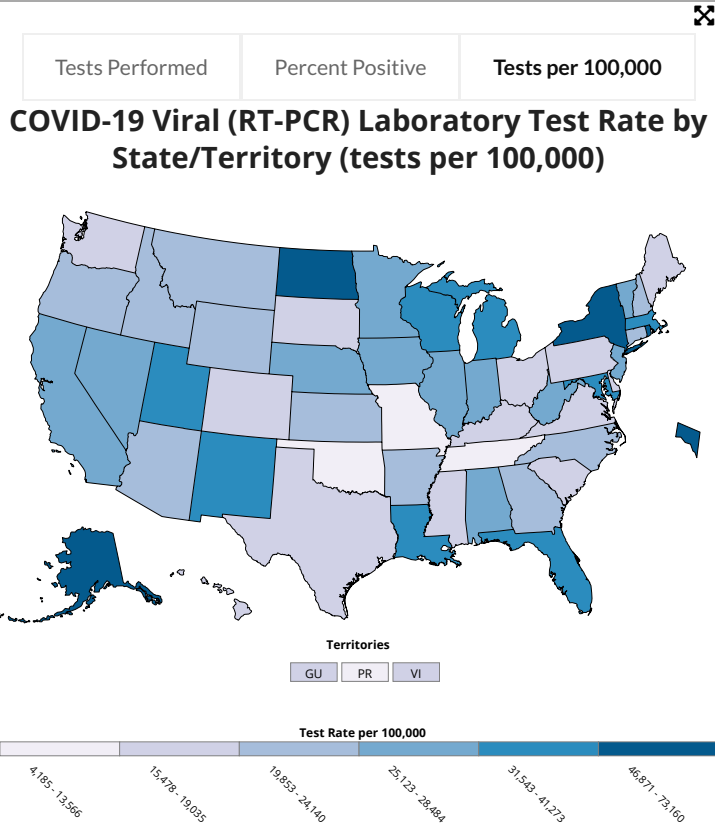 Tests Performed
Percent Positive
Tests per 100,000
COVID-19 Viral (RT-PCR) Laboratory Test Rate by
State/Territory (tests per 100,000)
Territories
GU
PR
VI
Test Rate per 100,000
4,185 - 13,566
15,478 - 19,035
19,853 - 24,140
25,123 - 28,484
31,543 - 41,273
46,871 - 73,160